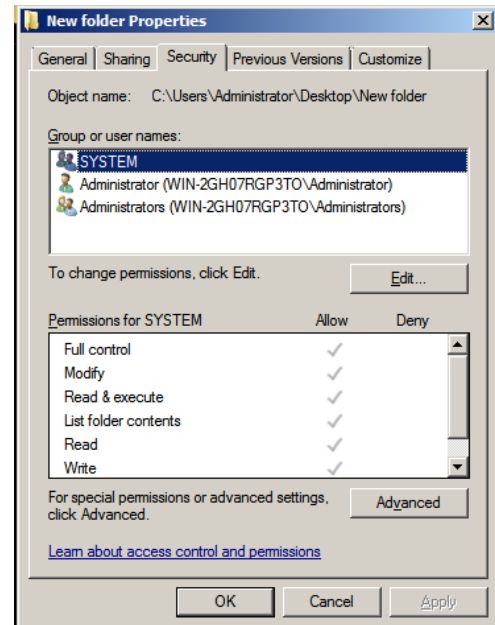 New folder Properties
General Sharing Security Previous Versions Customize
Object name: C:\Users\Administrator\Desktop\New folder
Group or user names:
SYSTEM
Administrator (WIN-2GH07RGP3TO\Administrator)
Administrators (WIN-2GH07RGP3TO\Administrators)
To change permissions, click Edit.
Edit...
Permissions for SYSTEM Allow Deny
Full control
Modify
Read & execute
List folder contents
Read
Write
For special permissions or advanced settings,
click Advanced.
Advanced
Learn about access control and permissions
OK Cancel Apply